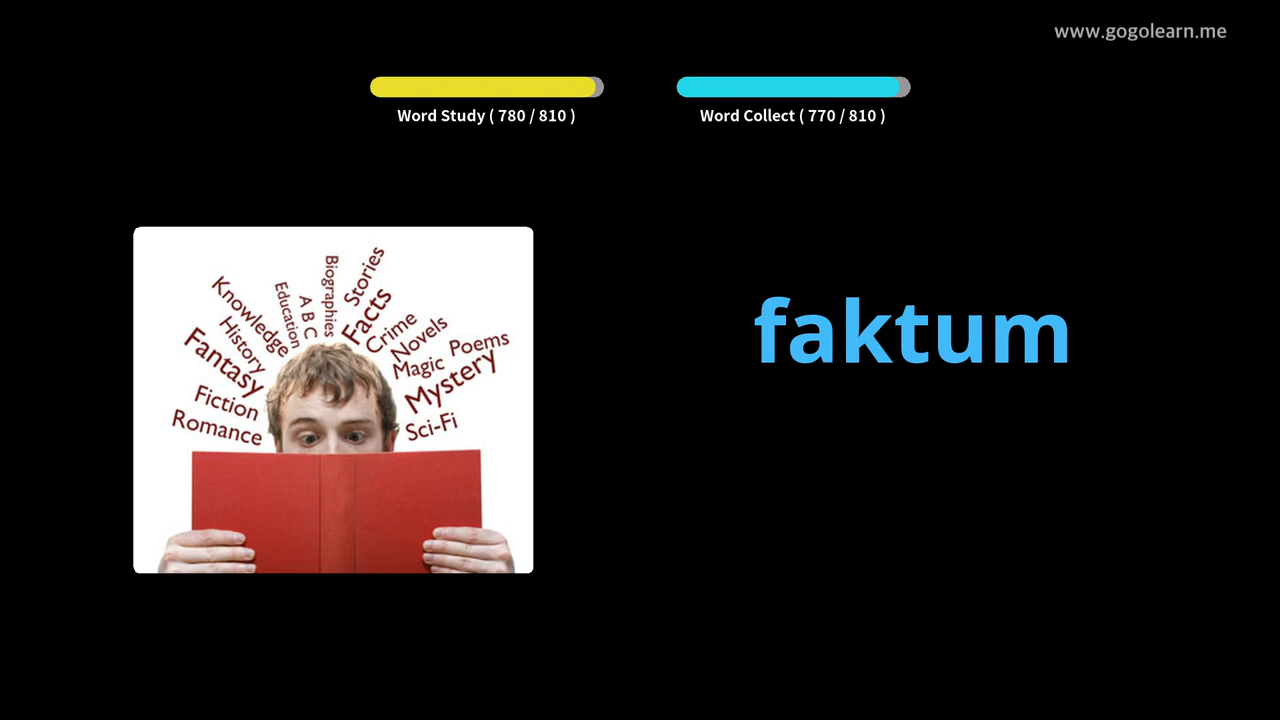 www.gogolearn.me
Word Study ( 780 / 810 )
Word Collect ( 770 / 810 )
faktum
Knowledge
Education
A B C
Biographies
Stories
Facts
Crime
Novels
Poems
Magic
Mystery
Sci-Fi
History
Fantasy
Fiction
Romance